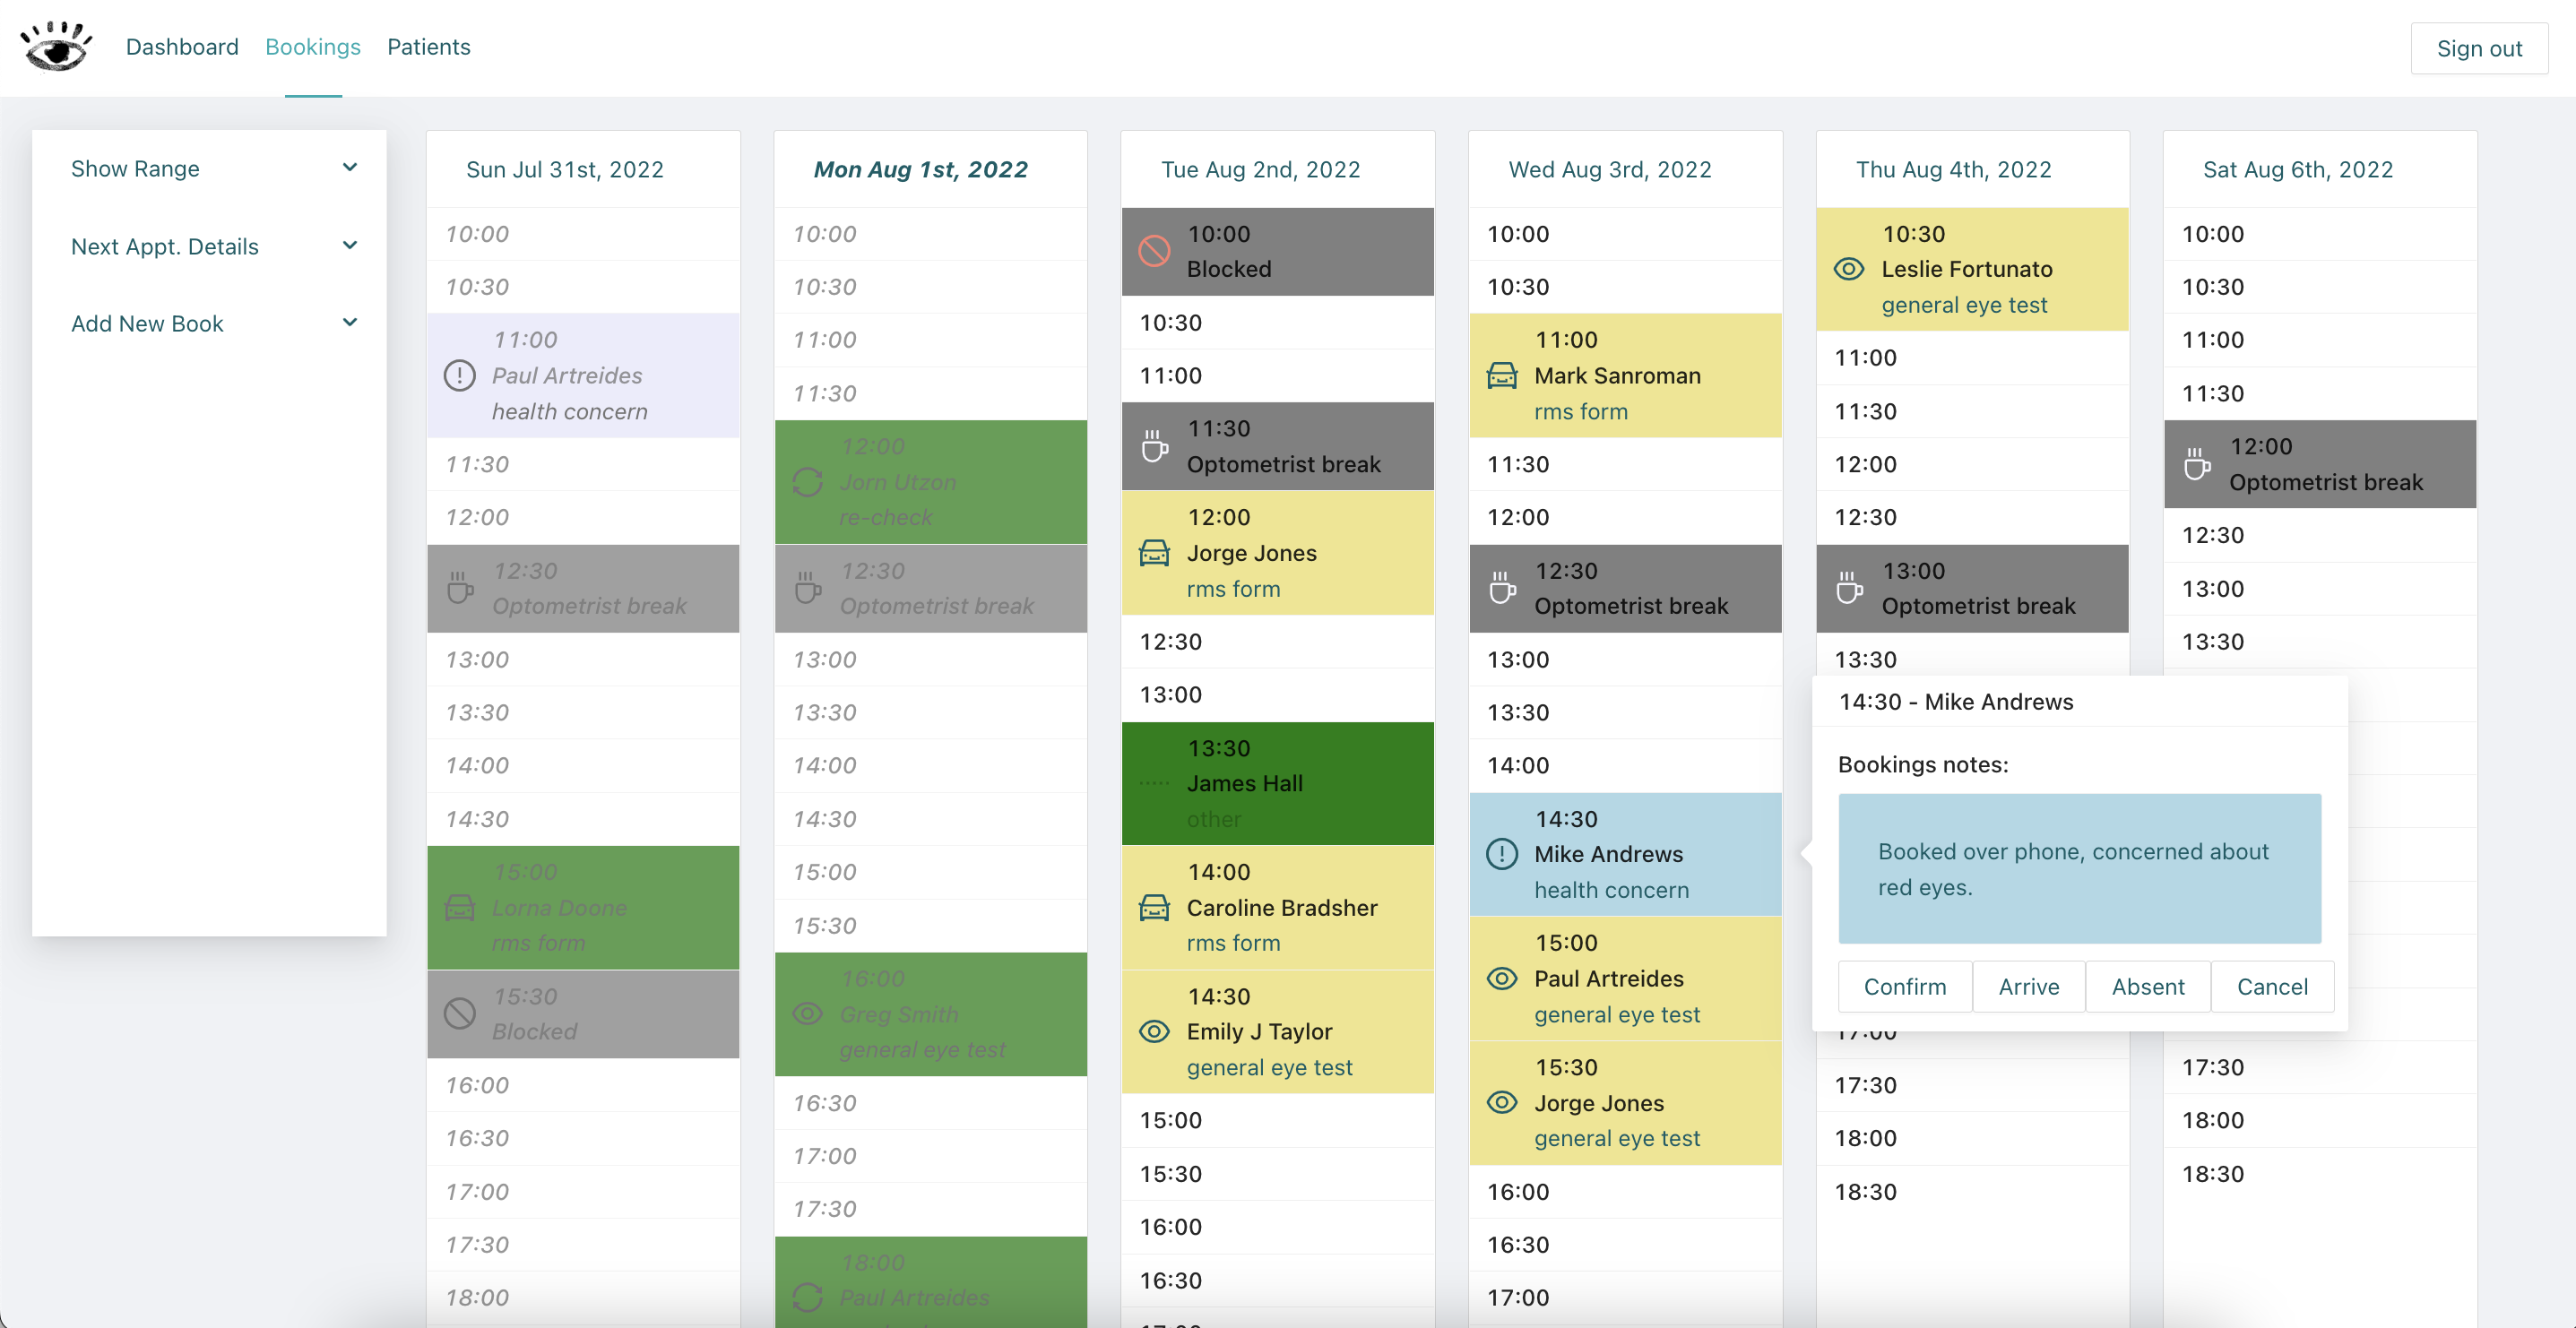 Dashboard
Bookings
Patients
Sign out
Show Range
Next Appt. Details
Add New Book
Sun Jul 31st, 2022
10:00
10:30
11:00
Paul Artreides
health concern
11:30
12:00
12:30
Optometrist break
13:00
13:30
14:00
14:30
15:00
Lorna Doone
rms form
15:30
Blocked
16:00
16:30
17:00
17:30
18:00
Mon Aug 1st, 2022
10:00
10:30
11:00
11:30
12:00
Jorn Utzon
re-check
12:30
Optometrist break
13:00
13:30
14:00
14:30
15:00
15:30
16:00
Greg Smith
general eye test
16:30
17:00
17:30
18:00
Paul Artreides
Tue Aug 2nd, 2022
10:00
Blocked
10:30
11:00
11:30
Optometrist break
12:00
Jorge Jones
rms form
12:30
13:00
13:30
James Hall
other
14:00
Caroline Bradsher
rms form
14:30
Emily J Taylor
general eye test
15:00
15:30
16:00
16:30
Wed Aug 3rd, 2022
10:00
10:30
11:00
Mark Sanroman
rms form
11:30
12:00
12:30
Optometrist break
13:00
13:30
14:00
14:30
Mike Andrews
health concern
15:00
Paul Artreides
general eye test
15:30
Jorge Jones
general eye test
16:00
16:30
17:00
Thu Aug 4th, 2022
10:30
Leslie Fortunato
general eye test
11:00
11:30
12:00
12:30
13:00
Optometrist break
13:30
14:30 - Mike Andrews
Bookings notes:
Booked over phone, concerned about
red eyes.
Confirm
Arrive
Absent
Cancel
17:00
17:30
18:00
18:30
Sat Aug 6th, 2022
10:00
10:30
11:00
11:30
12:00
Optometrist break
12:30
13:00
13:30
17:30
18:00
18:30